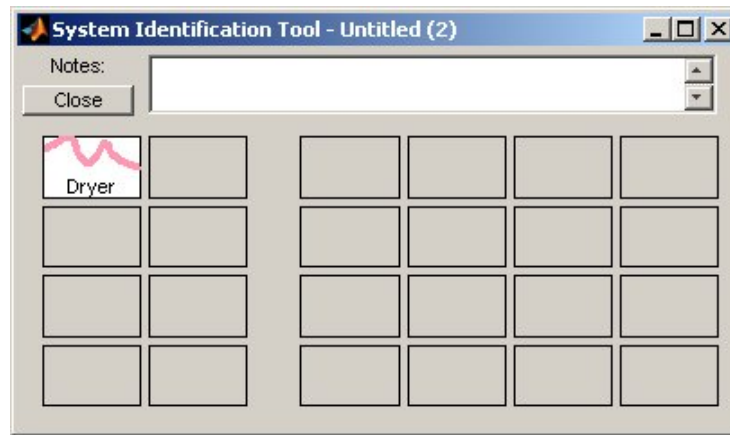 System Identification Tool - Untitled (2)
Notes:
Close
Dryer